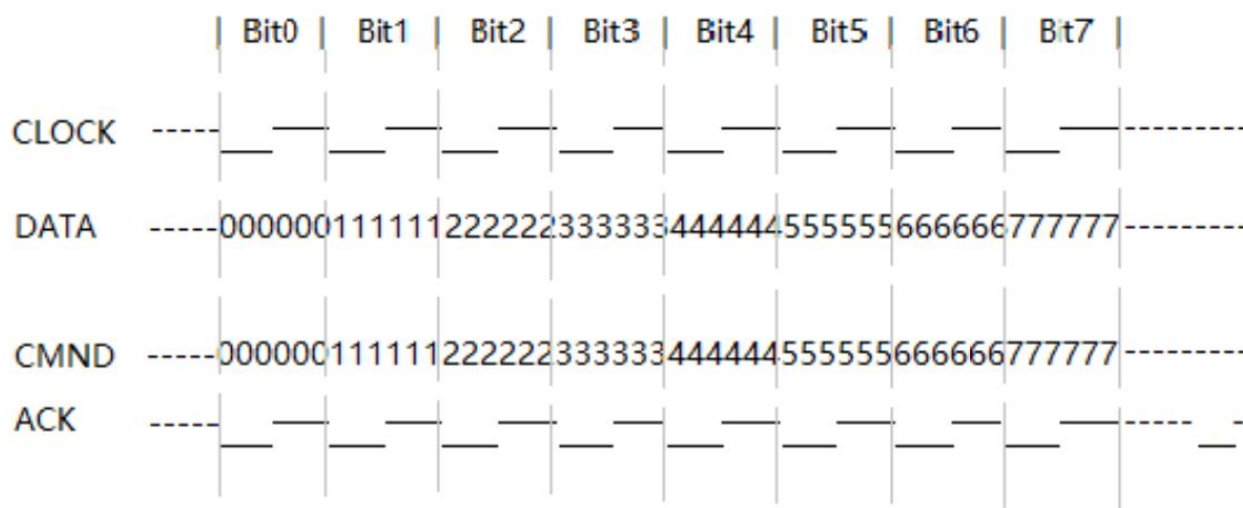 | Bit0 | Bit1 | Bit2 | Bit3 | Bit4 | Bit5 | Bit6 | Bit7 |
CLOCK
DATA -----000000111111222222333333444444555555666666777777----------
CMND -----000000111111222222333333444444555555666666777777----------
ACK